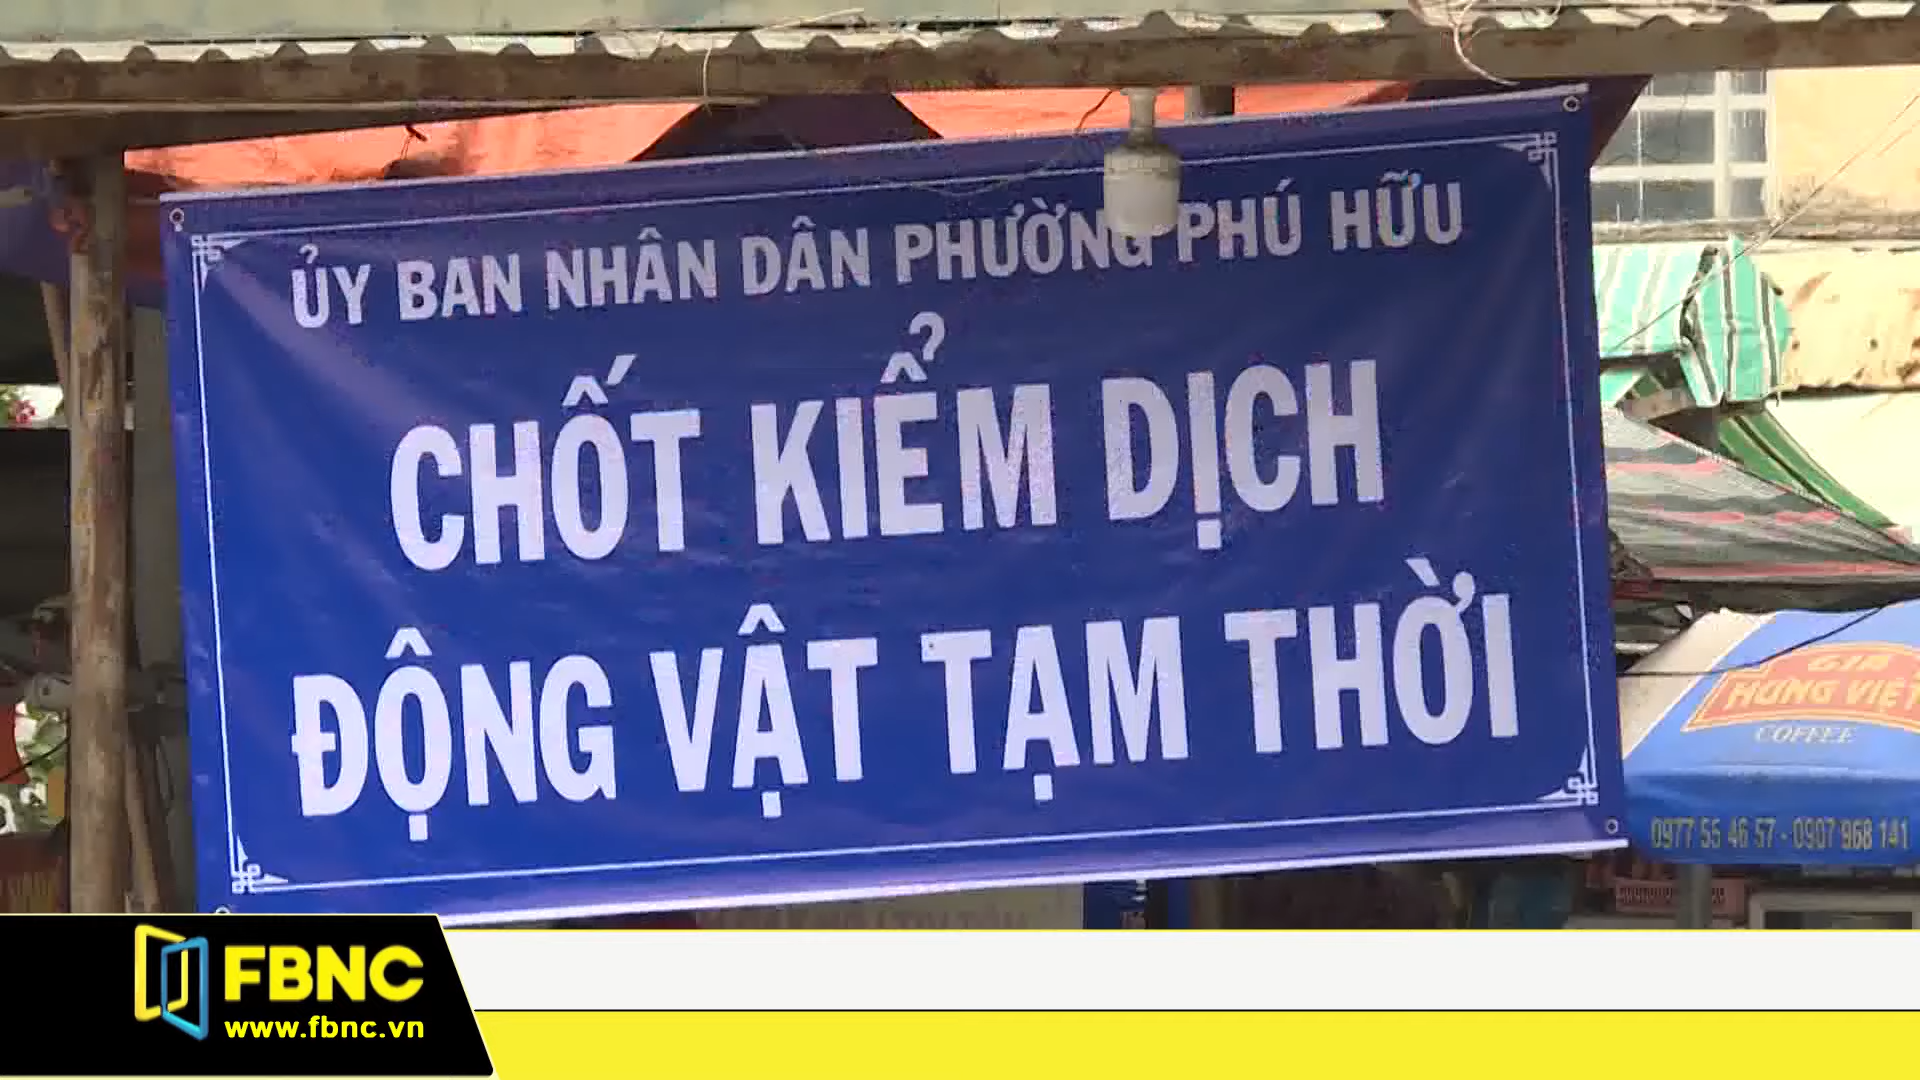 ỦY BAN NHÂN DÂN PHƯỜNG PHÚ HỮU
CHỐT KIỂM DỊCH
ĐỘNG VẬT TẠM THỜI
GIA
HƯNG VIỆT
COFFEE
0977 55 46 57 - 0907 968 141
FBNC
www.fbnc.vn